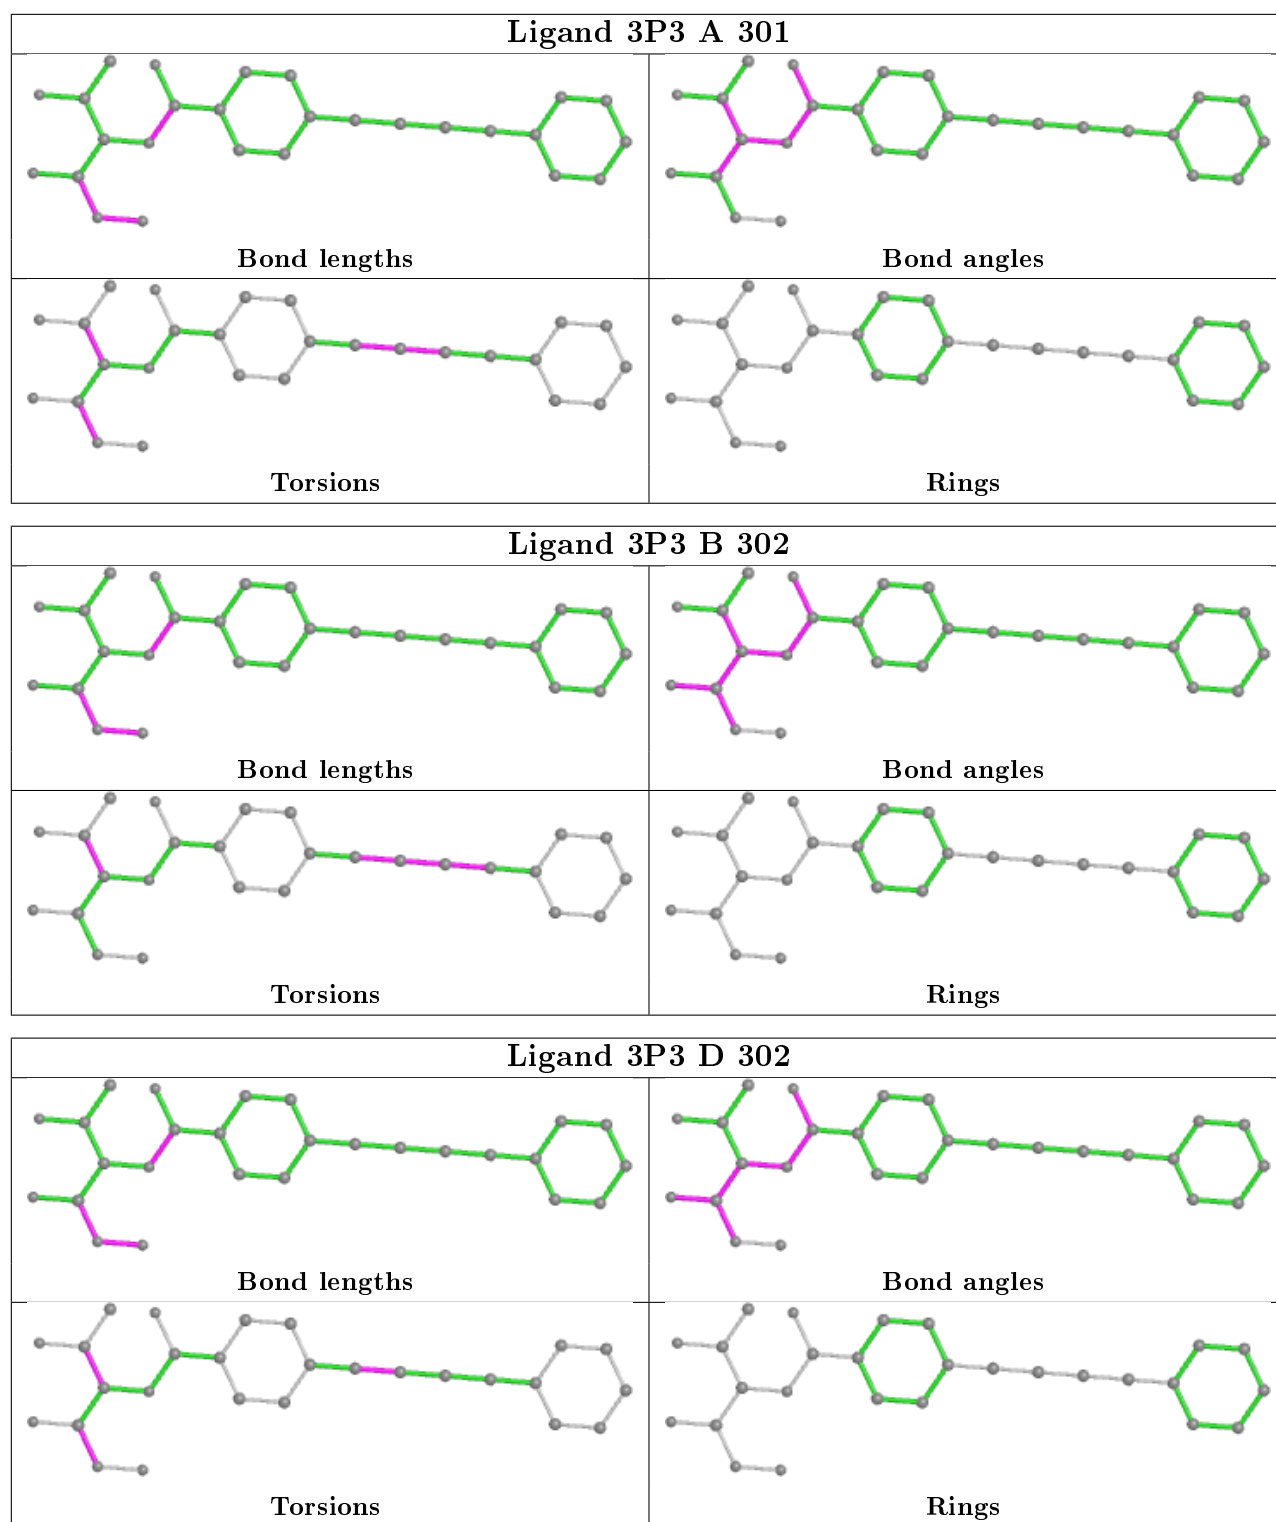 Ligand 3P3 A 301
Bond lengths
Bond angles
Torsions
Rings
Ligand 3P3 B 302
Bond lengths
Bond angles
Torsions
Rings
Ligand 3P3 D 302
Bond lengths
Bond angles
Torsions
Rings